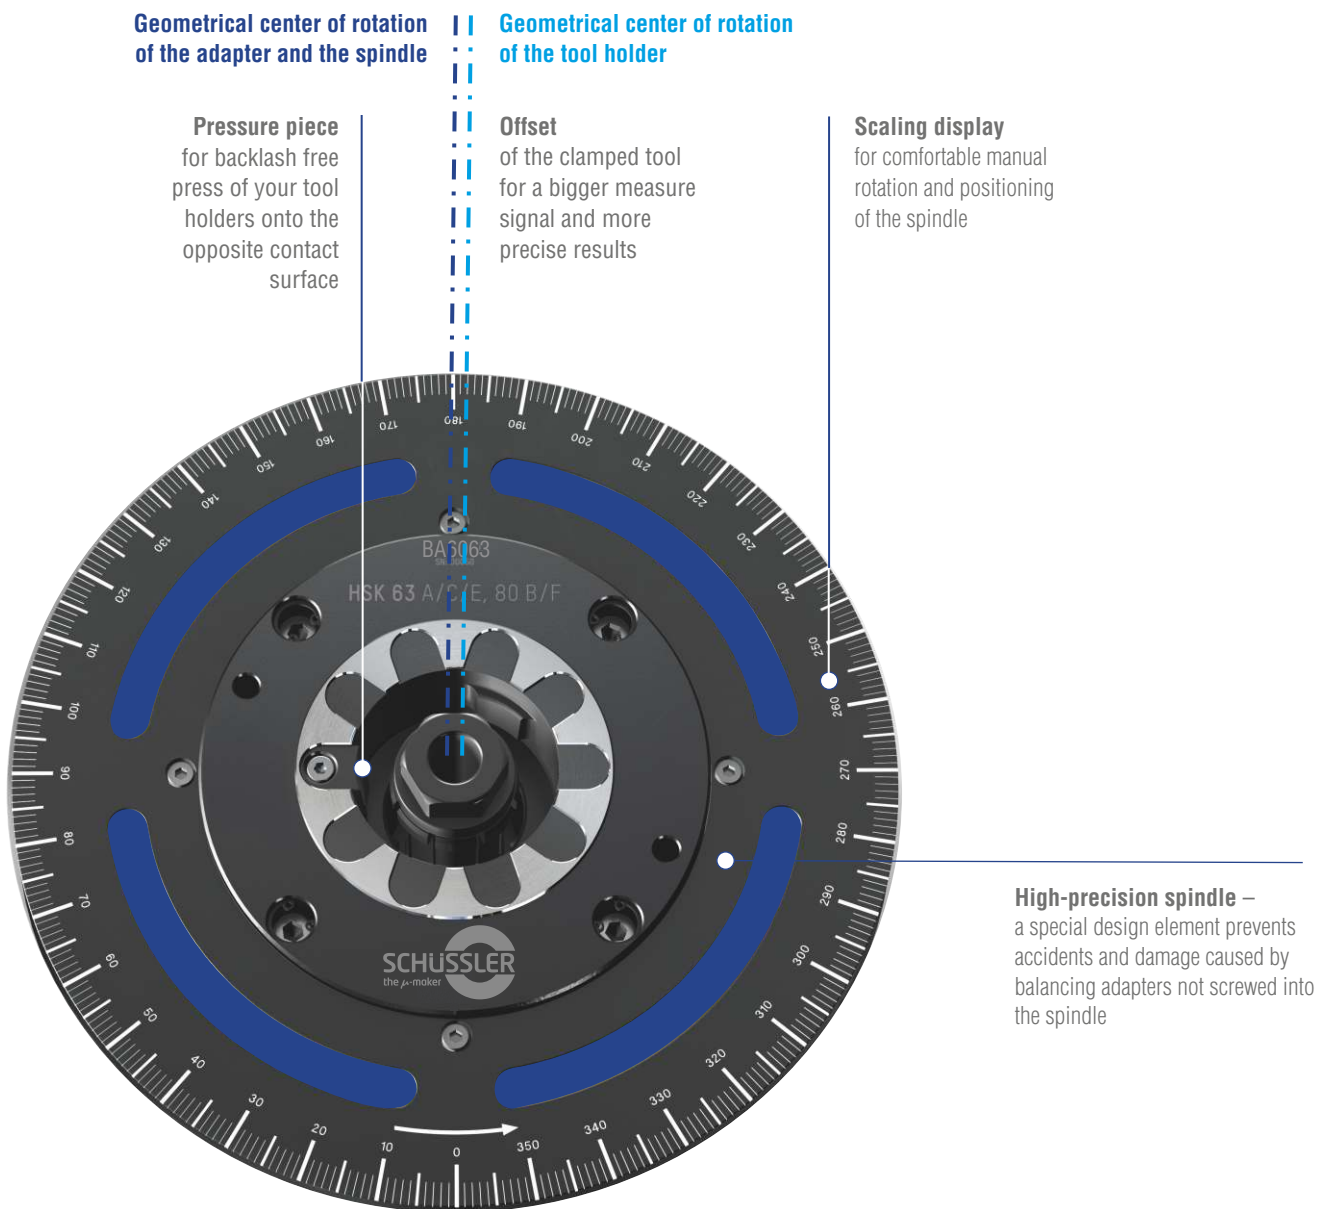 Geometrical center of rotation
of the adapter and the spindle
Geometrical center of rotation
of the tool holder
Pressure piece
for backlash free
press of your tool
holders onto the
opposite contact
surface
Offset
of the clamped tool
for a bigger measure
signal and more
precise results
Scaling display
for comfortable manual
rotation and positioning
of the spindle
High-precision spindle –
a special design element prevents
accidents and damage caused by
balancing adapters not screwed into
the spindle
BA6063
HSK 63 A/C/E, 80 B/F
SCHÜSSLER
the µ-maker
0
10
20
30
40
50
60
70
80
90
100
110
120
130
140
150
160
170
180
190
200
210
220
230
240
250
260
270
280
290
300
310
320
330
340
350